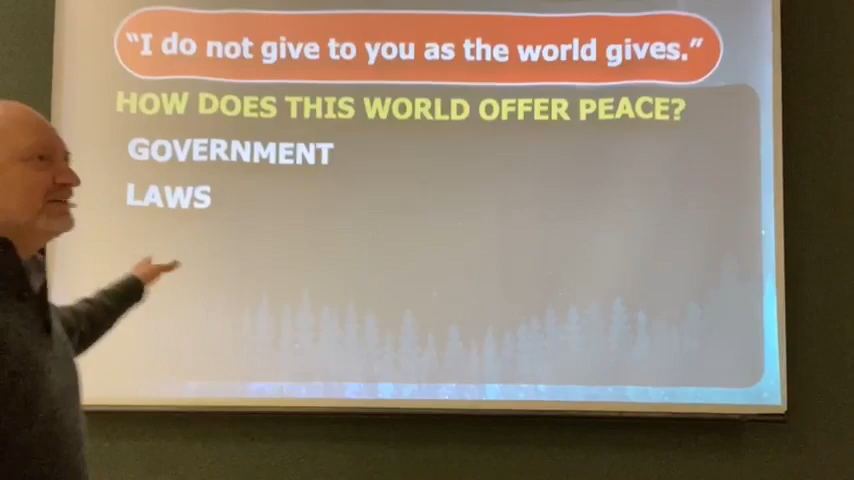 “I do not give to you as the world gives.”
HOW DOES THIS WORLD OFFER PEACE?
GOVERNMENT
LAWS